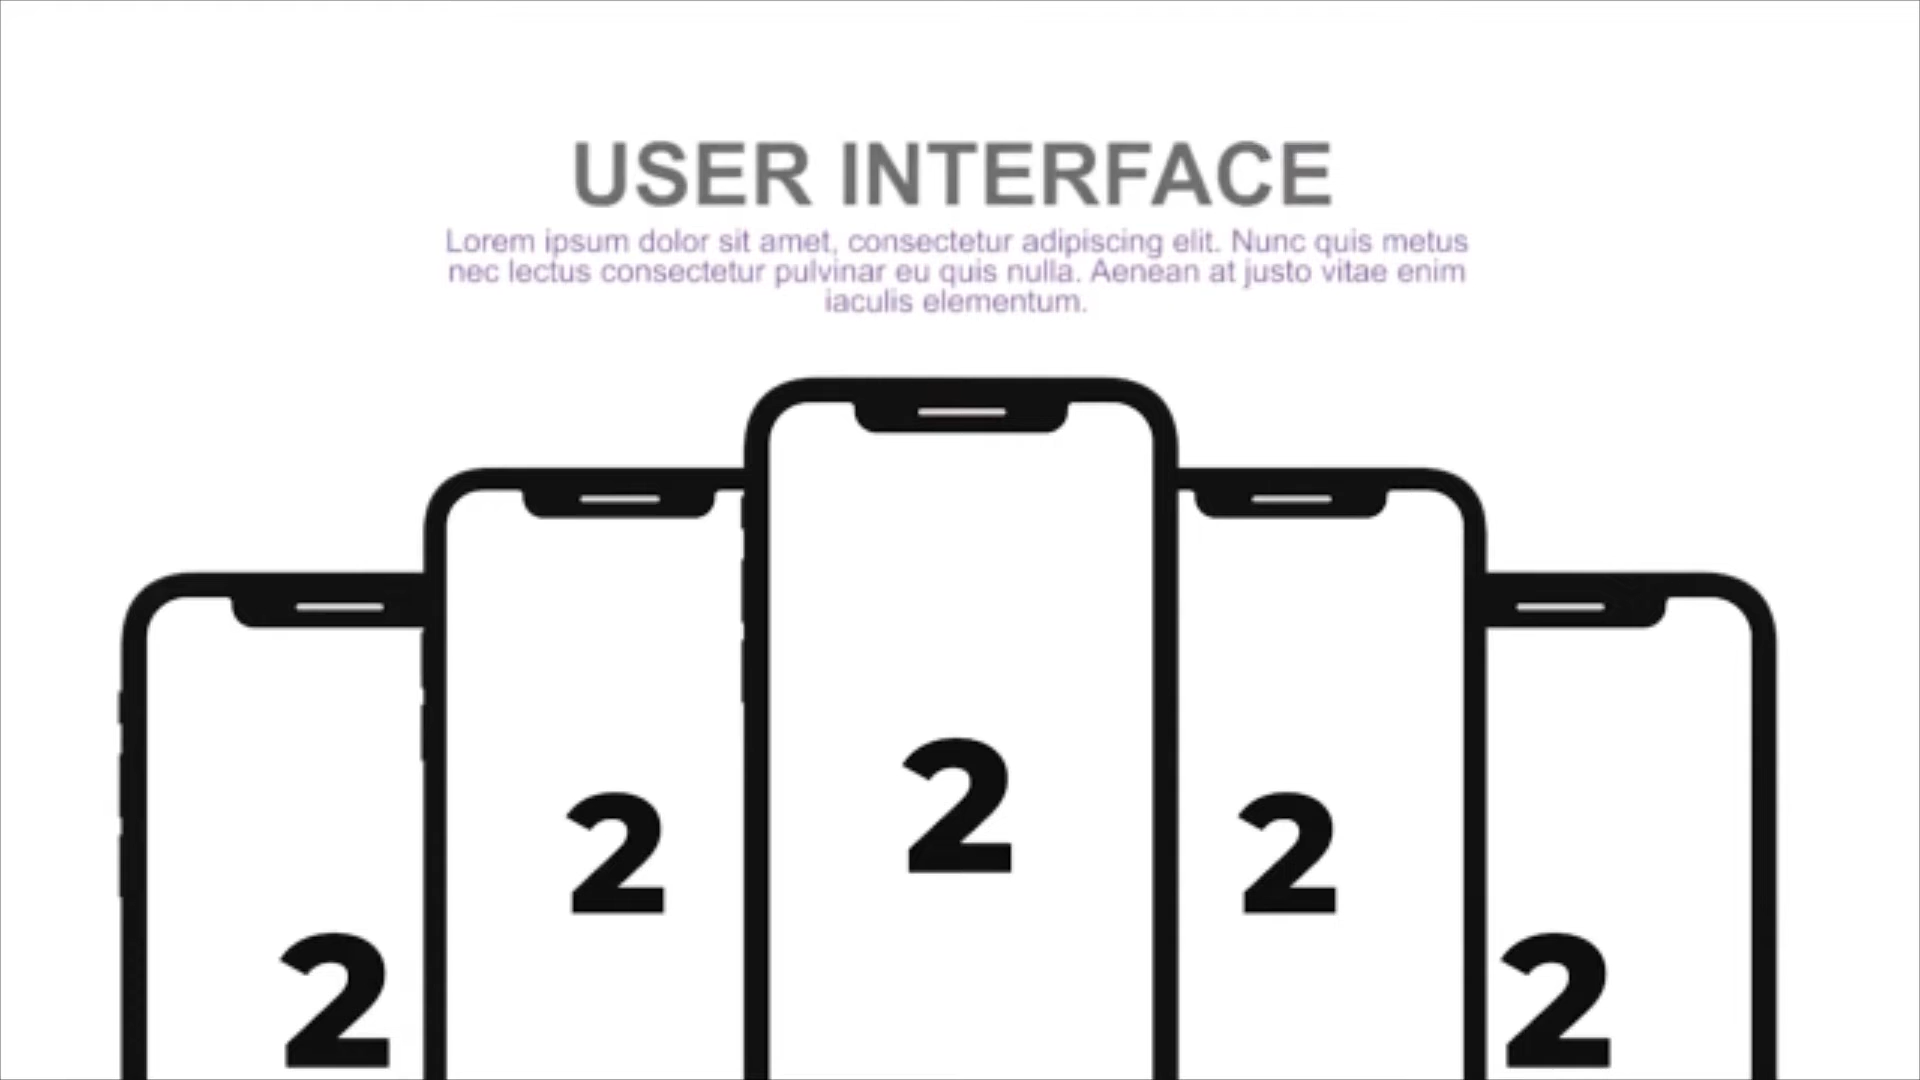 USER INTERFACE
Lorem ipsum dolor sit amet, consectetur adipiscing elit. Nunc quis metus
nec lectus consectetur pulvinar eu quis nulla. Aenean at justo vitae enim
iaculis elementum.
2
2
2
2
2